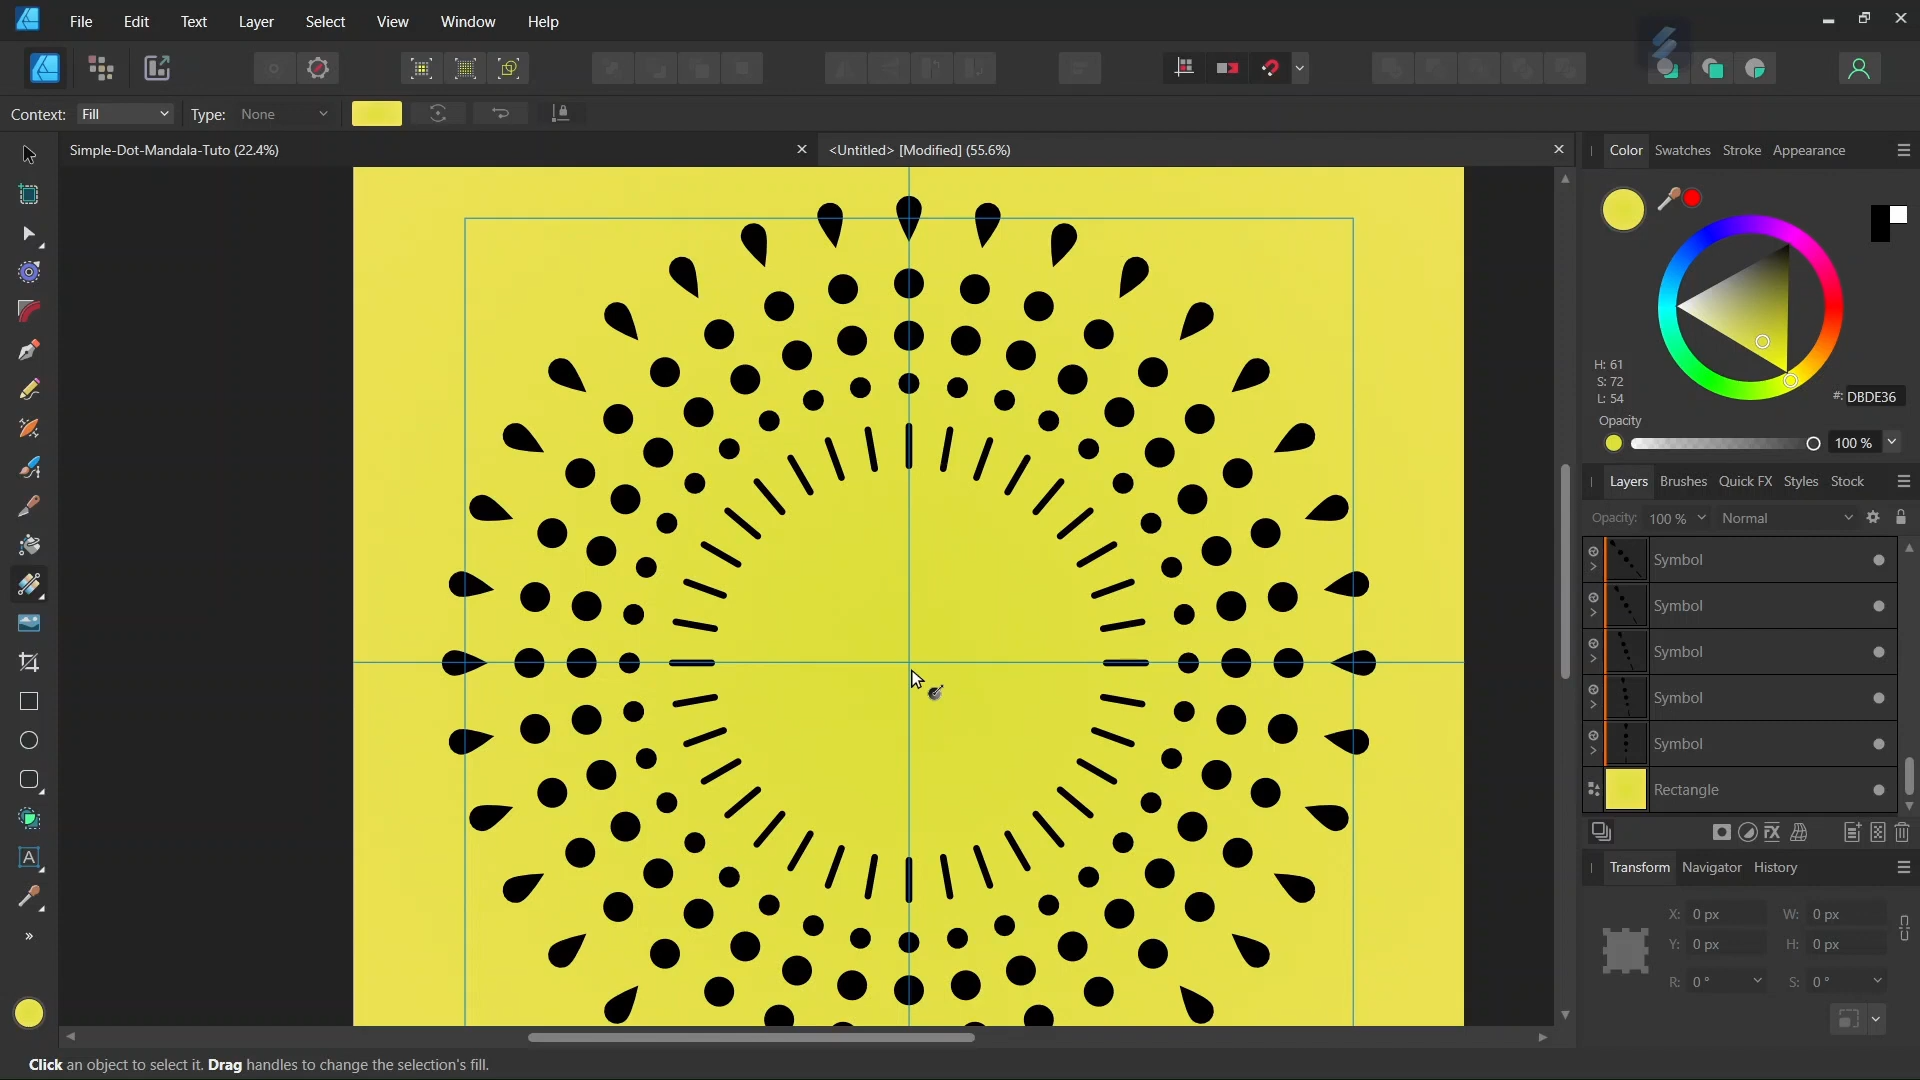 File Edit Text Layer Select View Window Help
Context: Fill Type: None
Simple-Dot-Mandala-Tuto (22.4%)
<Untitled> [Modified] (55.6%)
Color Swatches Stroke Appearance
H: 61
S: 72
L: 54
#: DBDE36
Opacity
100 %
Layers Brushes Quick FX Styles Stock
Opacity: 100 % Normal
Symbol
Symbol
Symbol
Symbol
Symbol
Rectangle
Transform Navigator History
X: 0 px W: 0 px
Y: 0 px H: 0 px
R: 0 ° S: 0 °
Click an object to select it. Drag handles to change the selection's fill.